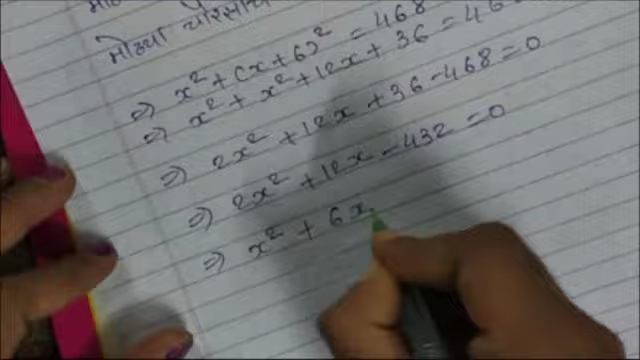 मोठ्या चौरसाचे
⇒ x² + (x+6)² = 468
⇒ x² + x² + 12x + 36 = 46
⇒ 2x² + 12x + 36 - 468 = 0
⇒ 2x² + 12x - 432 = 0
⇒ x² + 6x